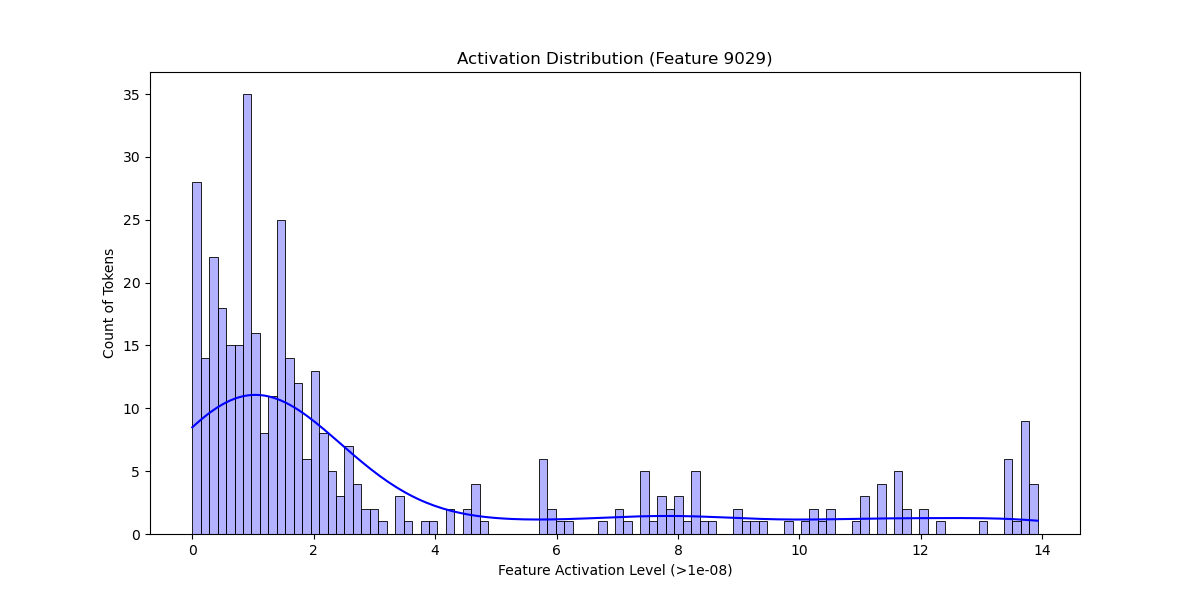 Activation Distribution (Feature 9029)
35
30
25
20
15
10
5
0
Count of Tokens
0 2 4 6 8 10 12 14
Feature Activation Level (>1e-08)